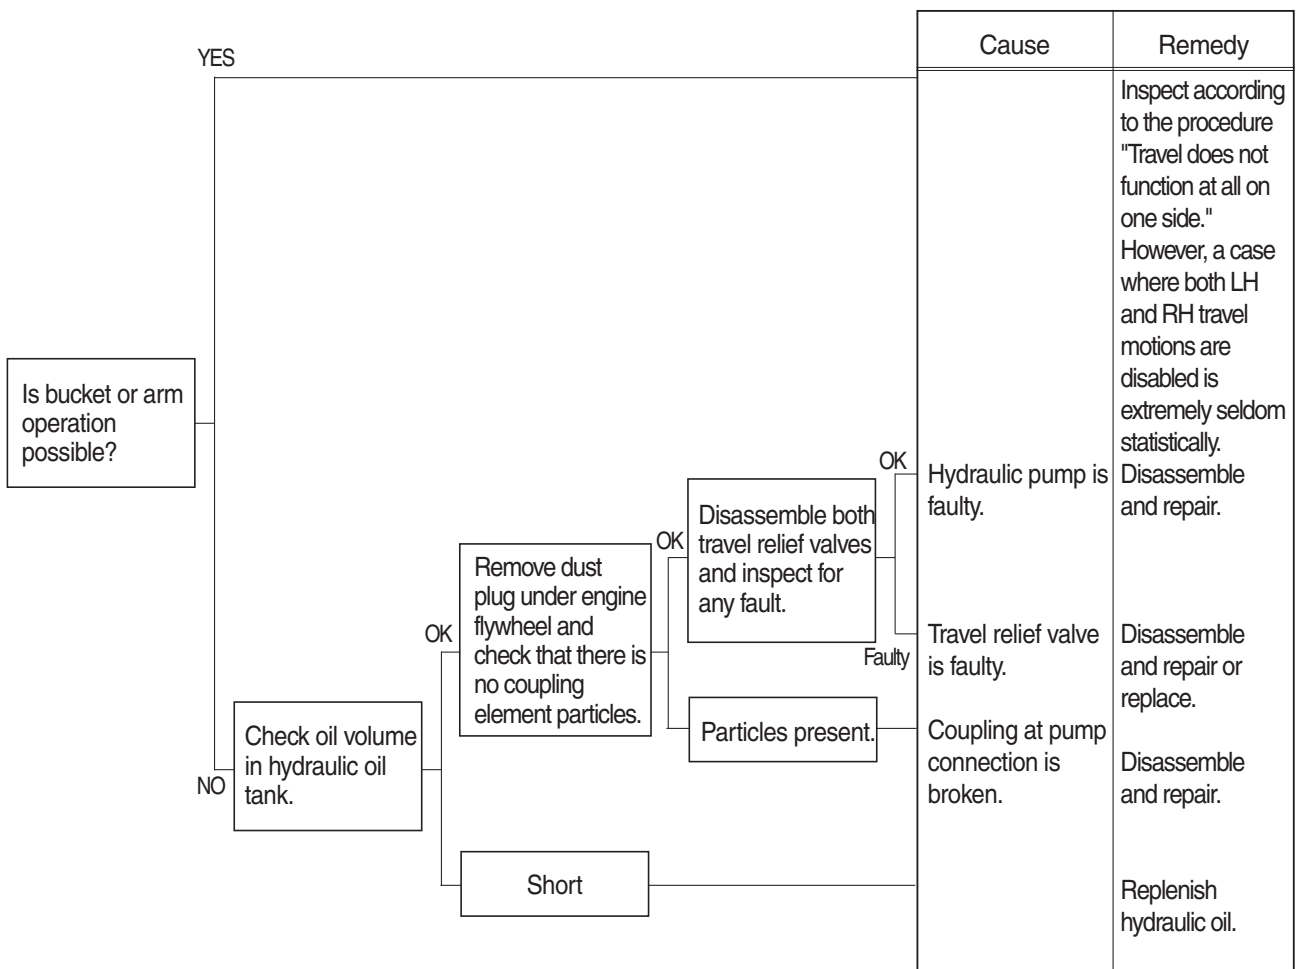 Cause
Remedy
YES
Inspect according
to the procedure
"Travel does not
function at all on
one side."
However, a case
where both LH
and RH travel
motions are
disabled is
extremely seldom
statistically.
Is bucket or arm
operation
possible?
OK
Hydraulic pump is
faulty.
Disassemble
and repair.
Disassemble both
travel relief valves
and inspect for
any fault.
OK
Remove dust
plug under engine
flywheel and
check that there is
no coupling
element particles.
OK
Faulty
Travel relief valve
is faulty.
Disassemble
and repair or
replace.
Particles present.
Coupling at pump
connection is
broken.
Disassemble
and repair.
Check oil volume
in hydraulic oil
tank.
NO
Short
Replenish
hydraulic oil.